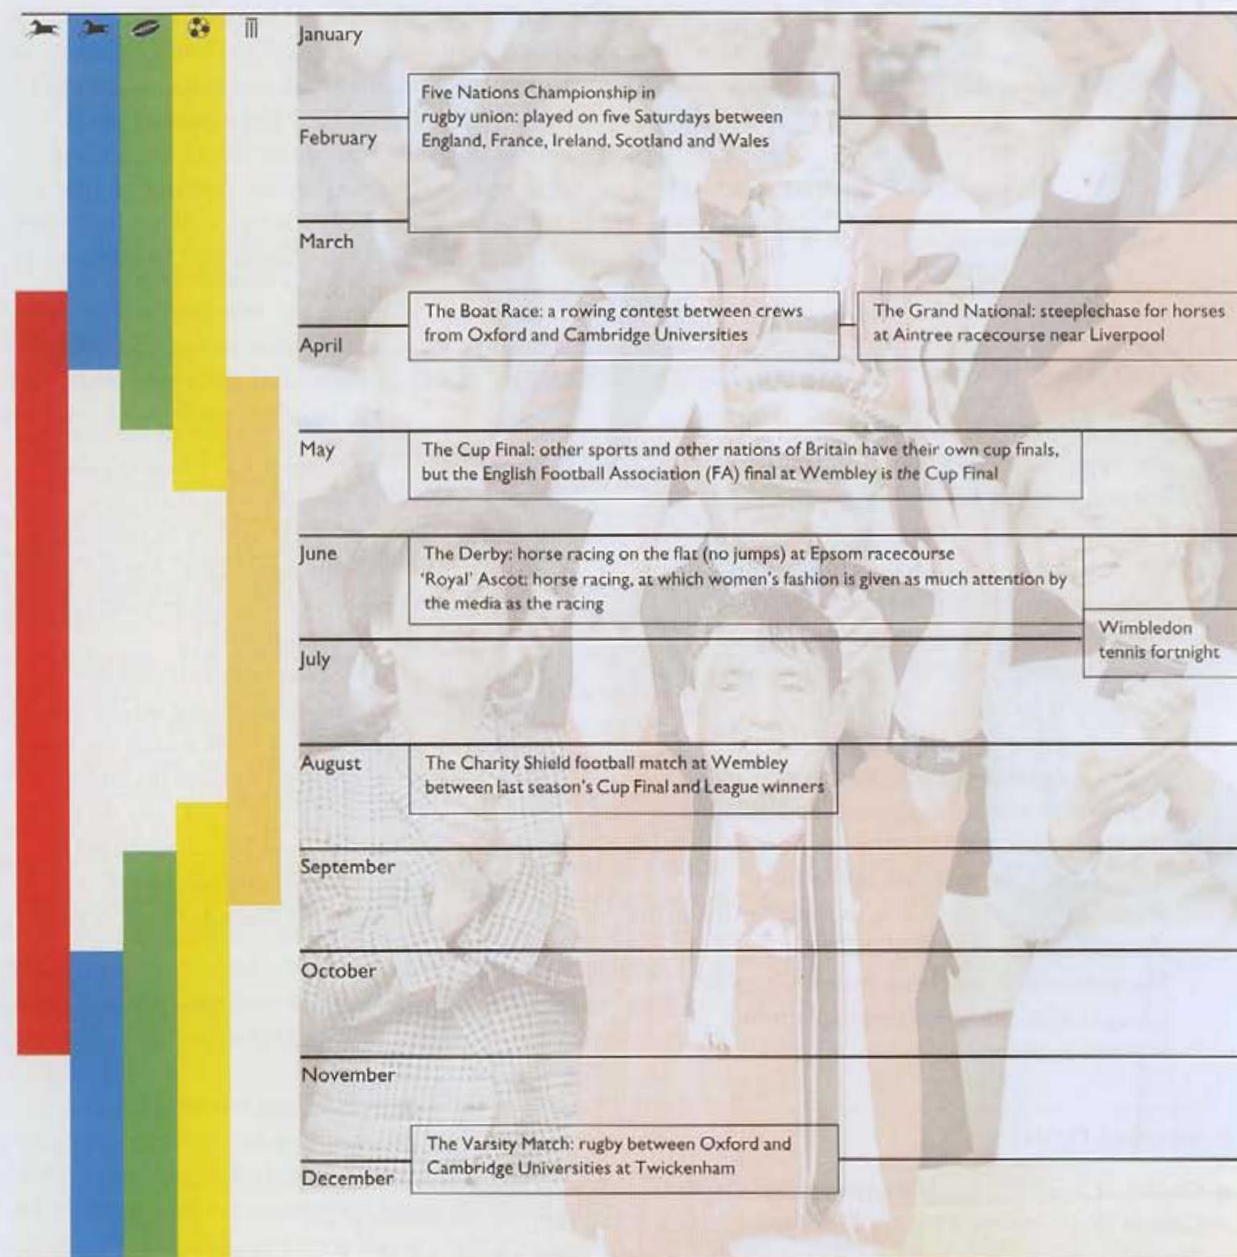 January
Five Nations Championship in
rugby union: played on five Saturdays between
England, France, Ireland, Scotland and Wales
February
March
The Boat Race: a rowing contest between crews
from Oxford and Cambridge Universities
The Grand National: steeplechase for horses
at Aintree racecourse near Liverpool
April
May
The Cup Final: other sports and other nations of Britain have their own cup finals,
but the English Football Association (FA) final at Wembley is the Cup Final
June
The Derby: horse racing on the flat (no jumps) at Epsom racecourse
'Royal' Ascot: horse racing, at which women's fashion is given as much attention by
the media as the racing
Wimbledon
tennis fortnight
July
August
The Charity Shield football match at Wembley
between last season's Cup Final and League winners
September
October
November
The Varsity Match: rugby between Oxford and
Cambridge Universities at Twickenham
December